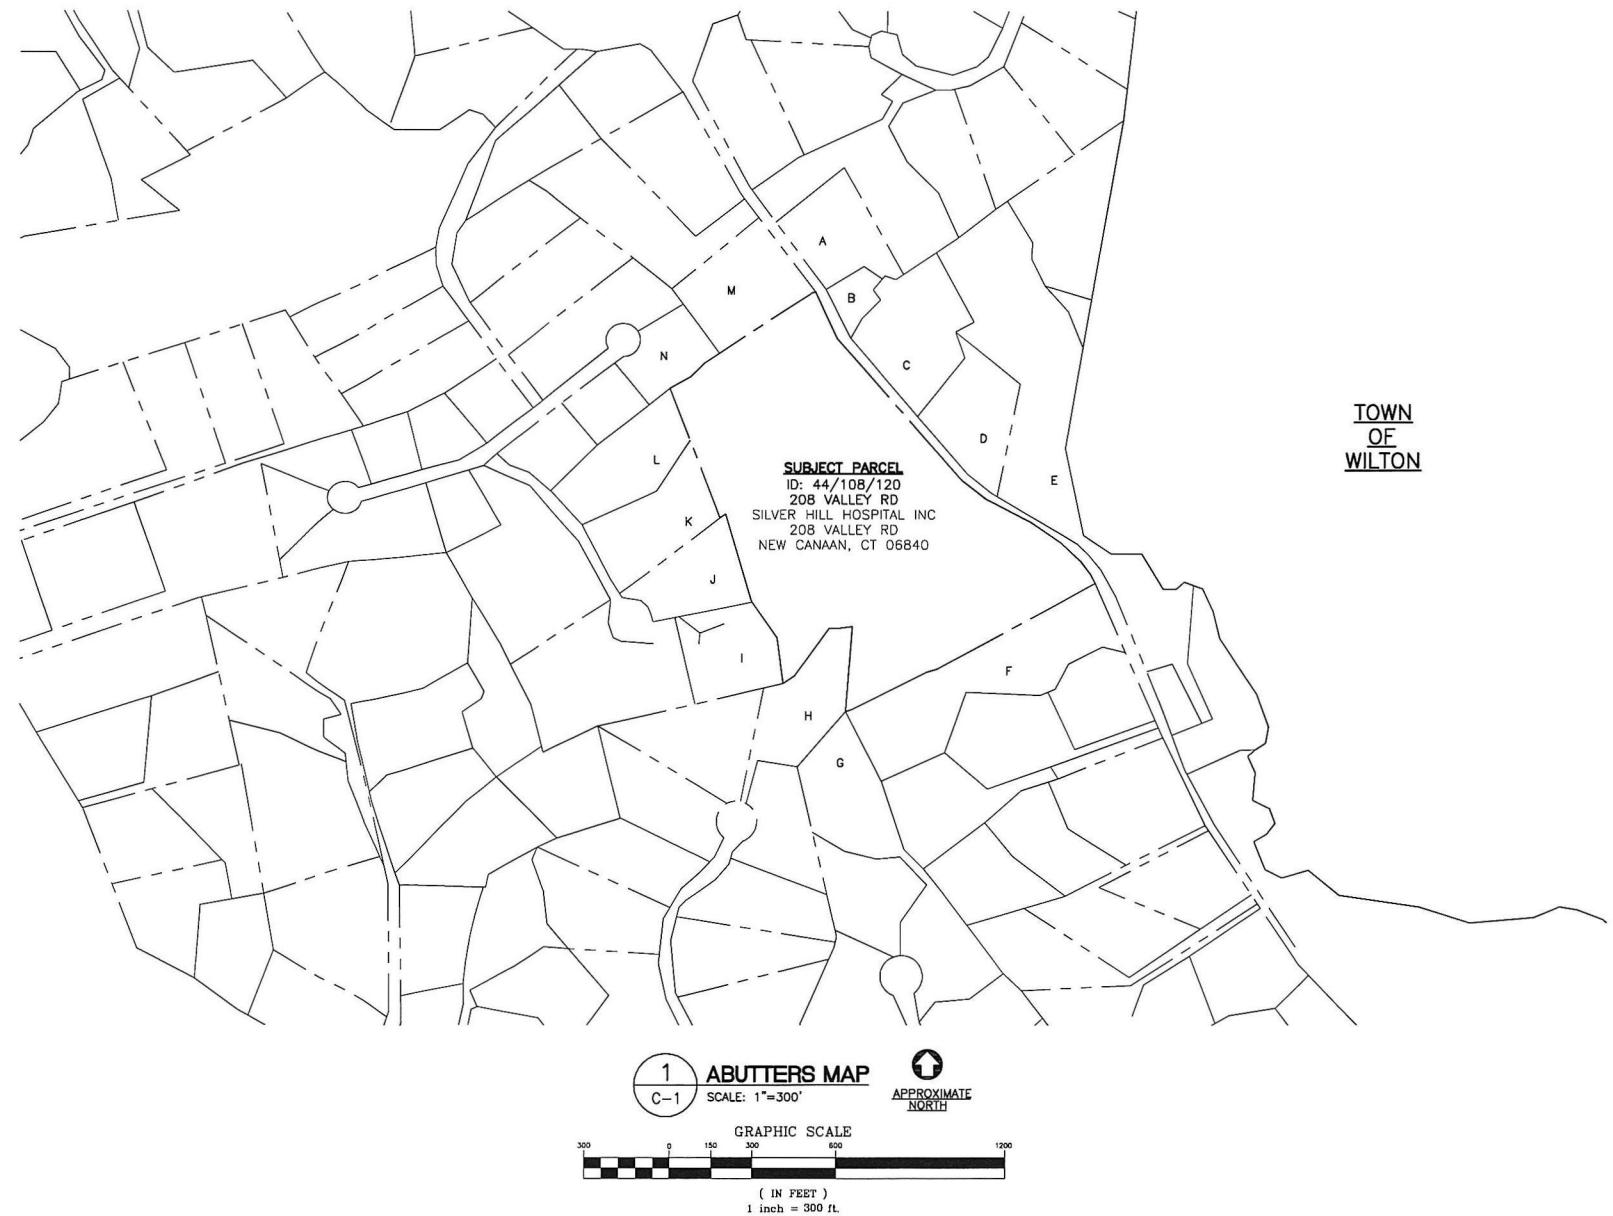 A
M
B
N
C
TOWN
OF
WILTON
D
L
SUBJECT PARCEL
ID: 44/108/120
208 VALLEY RD
SILVER HILL HOSPITAL INC
208 VALLEY RD
NEW CANAAN, CT 06840
E
K
J
I
F
H
G
1
C-1
ABUTTERS MAP
SCALE: 1"=300'
APPROXIMATE
NORTH
GRAPHIC SCALE
300 0 150 300 600 1200
( IN FEET )
1 inch = 300 ft.